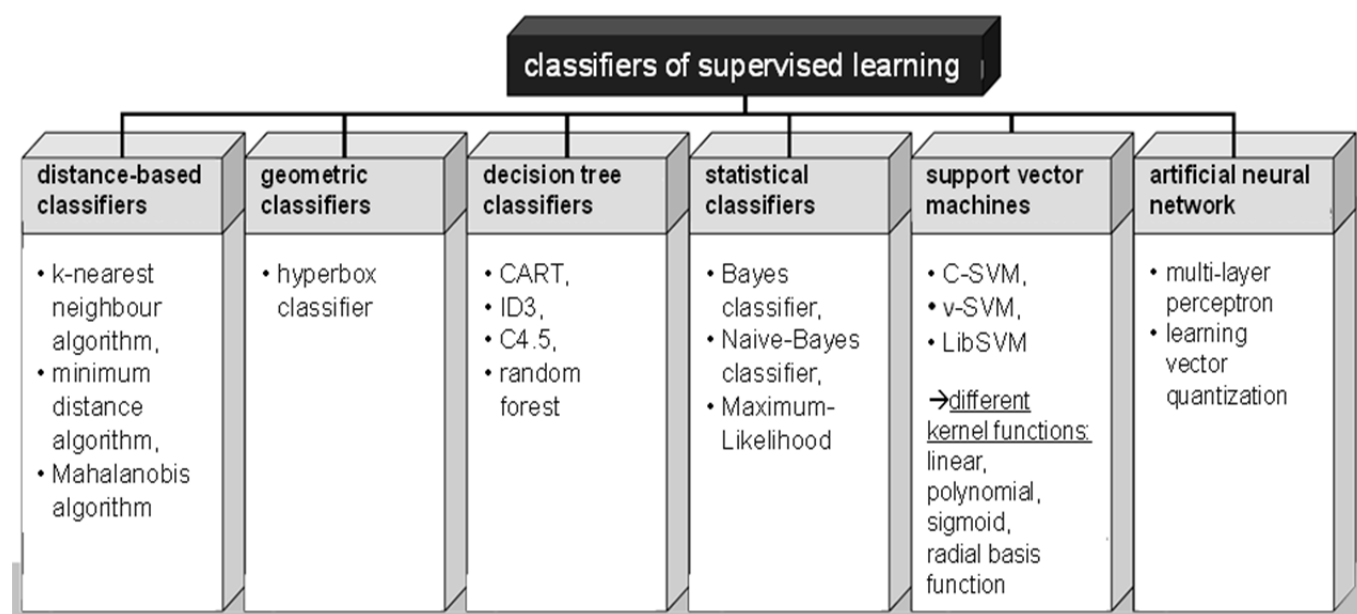 classifiers of supervised learning
distance-based
classifiers
• k-nearest
neighbour
algorithm,
• minimum
distance
algorithm,
• Mahalanobis
algorithm
geometric
classifiers
• hyperbox
classifier
decision tree
classifiers
• CART,
• ID3,
• C4.5,
• random
forest
statistical
classifiers
• Bayes
classifier,
• Naive-Bayes
classifier,
• Maximum-
Likelihood
support vector
machines
• C-SVM,
• v-SVM,
• LibSVM
→different
kernel functions:
linear,
polynomial,
sigmoid,
radial basis
function
artificial neural
network
• multi-layer
perceptron
• learning
vector
quantization